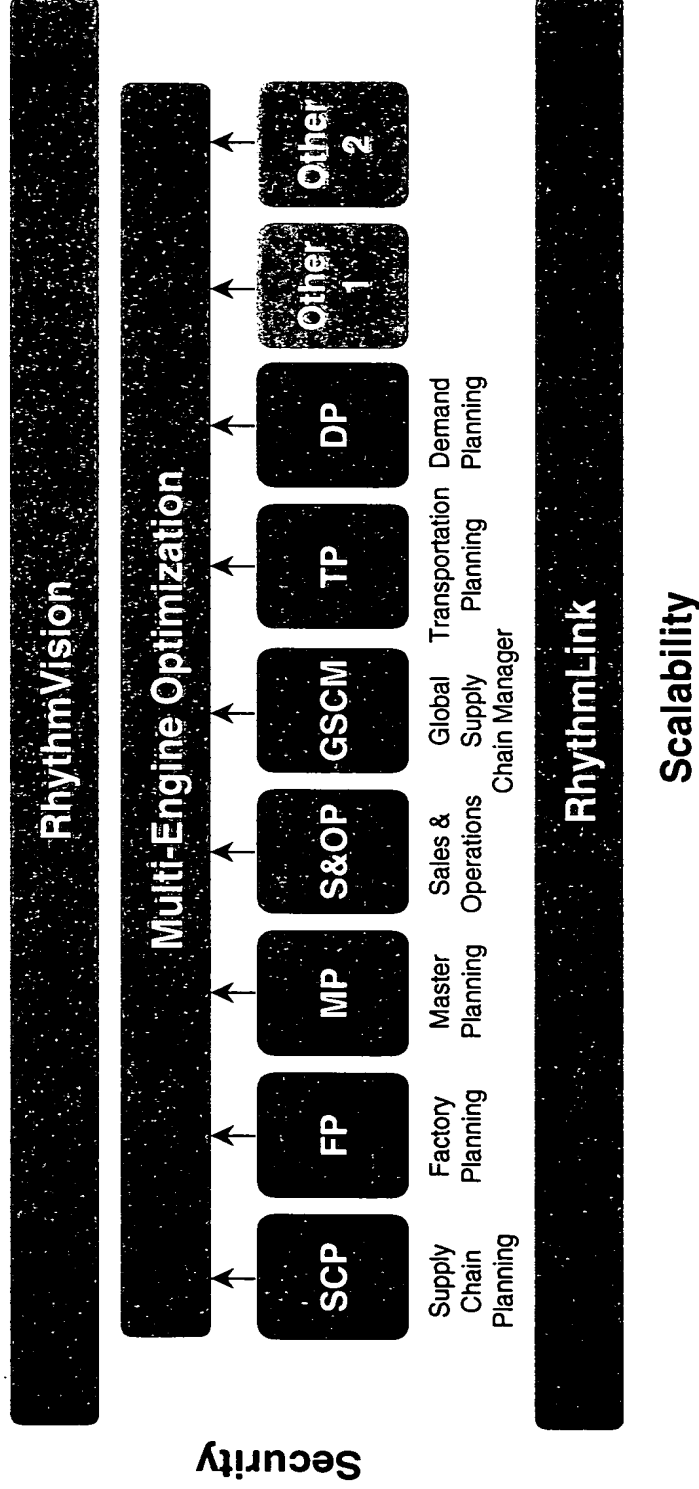 RhythmVision
Multi-Engine Optimization
SCP
FP
MP
S&OP
GSCM
TP
DP
Other
1
Other
2
Supply
Chain
Planning
Factory
Planning
Master
Planning
Sales &
Operations
Global
Supply
Chain Manager
Transportation
Planning
Demand
Planning
RhythmLink
Security
Scalability